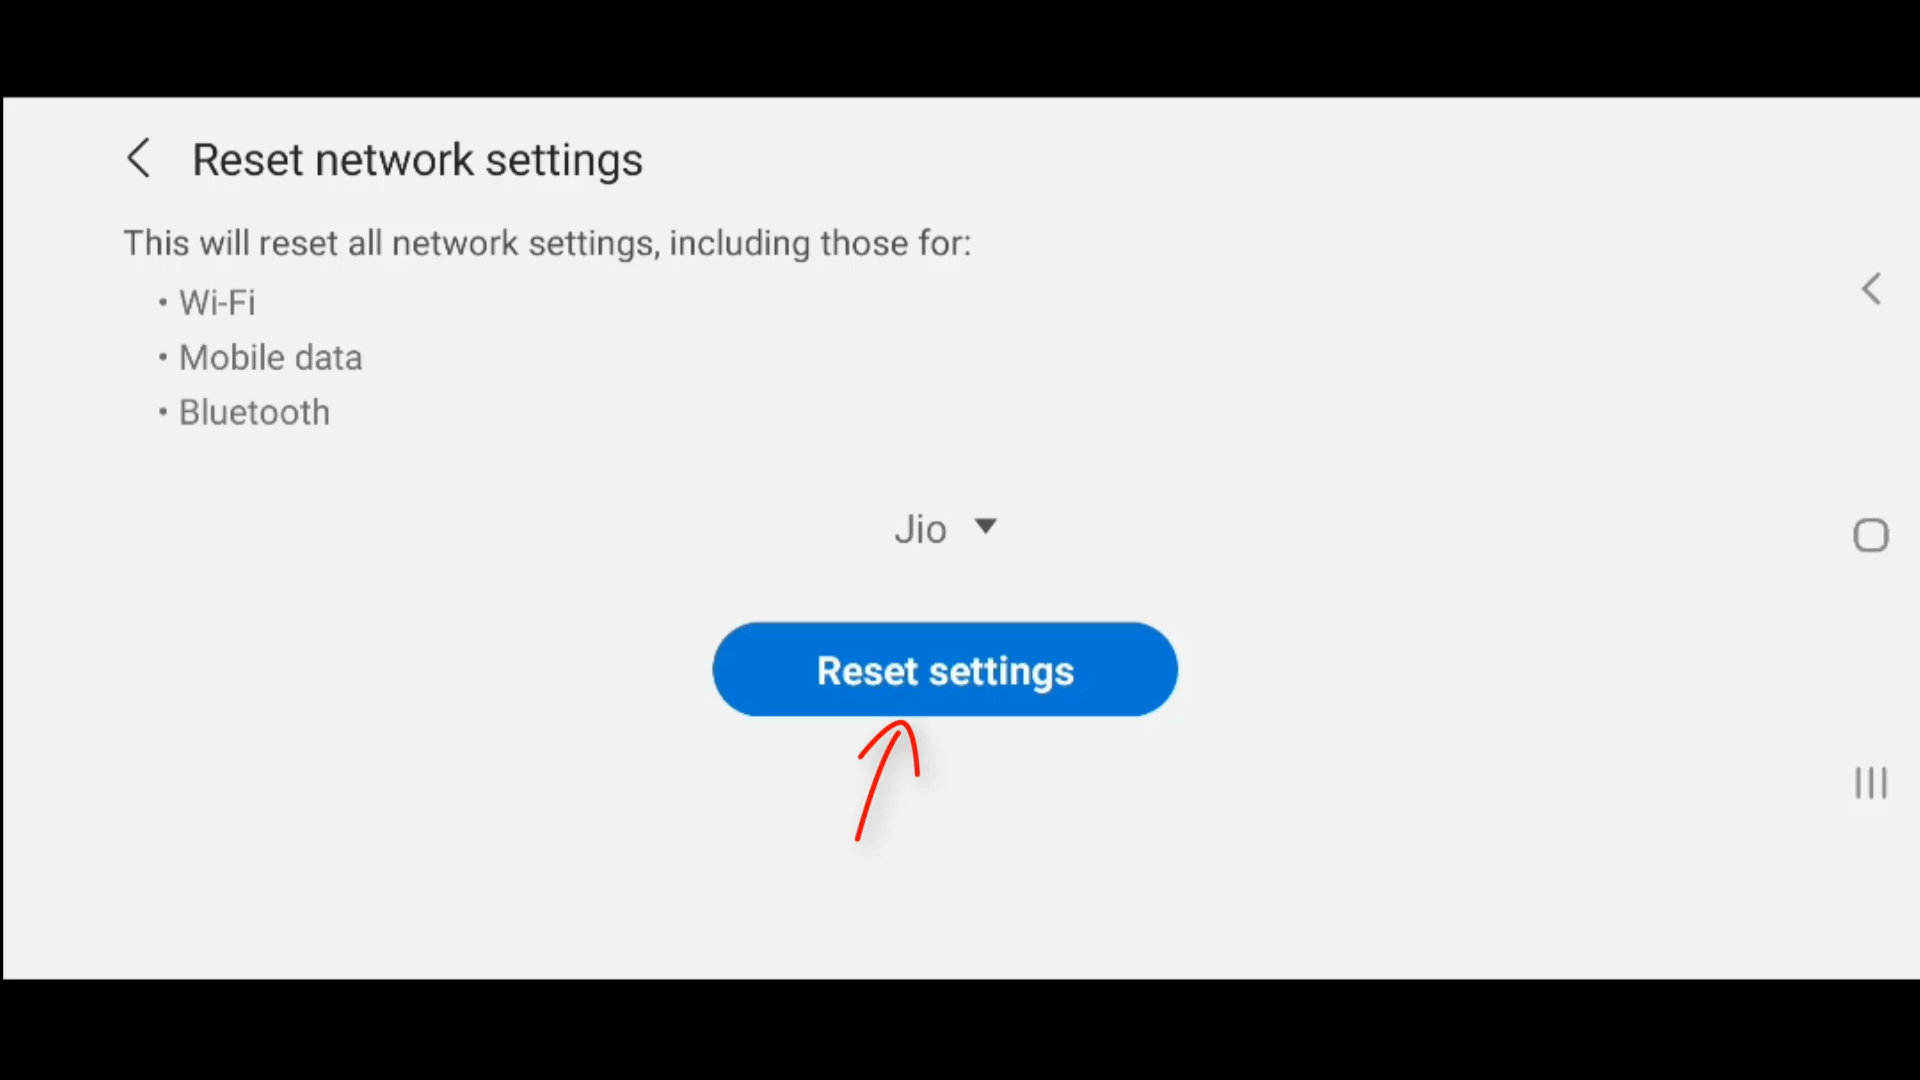 Reset network settings
This will reset all network settings, including those for:
• Wi-Fi
• Mobile data
• Bluetooth
Jio
Reset settings